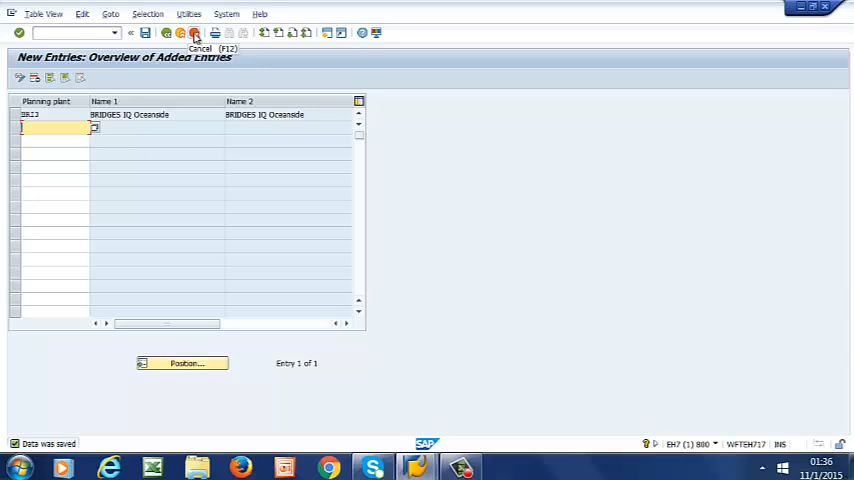 Table View Edit Goto Selection Utilities System Help
Cancel (F12)
New Entries: Overview of Added Entries
Planning plant Name 1 Name 2
BRI3 BRIDGES IQ Oceanside BRIDGES IQ Oceanside
Position... Entry 1 of 1
Data was saved SAP EH7 (1) 800 WFTEH717 INS
01:36
11/1/2015